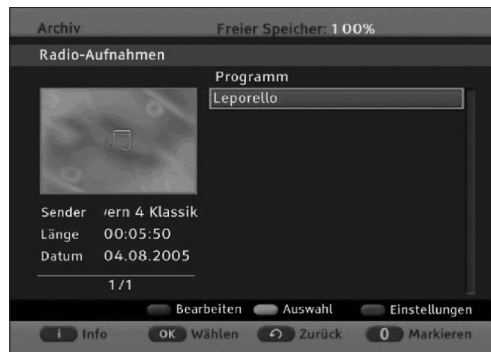 Archiv Freier Speicher: 100%
Radio-Aufnahmen
Programm
Leporello
Sender vern 4 Klassik
Länge 00:05:50
Datum 04.08.2005
1/1
Bearbeiten Auswahl Einstellungen
i Info OK Wählen Zurück 0 Markieren